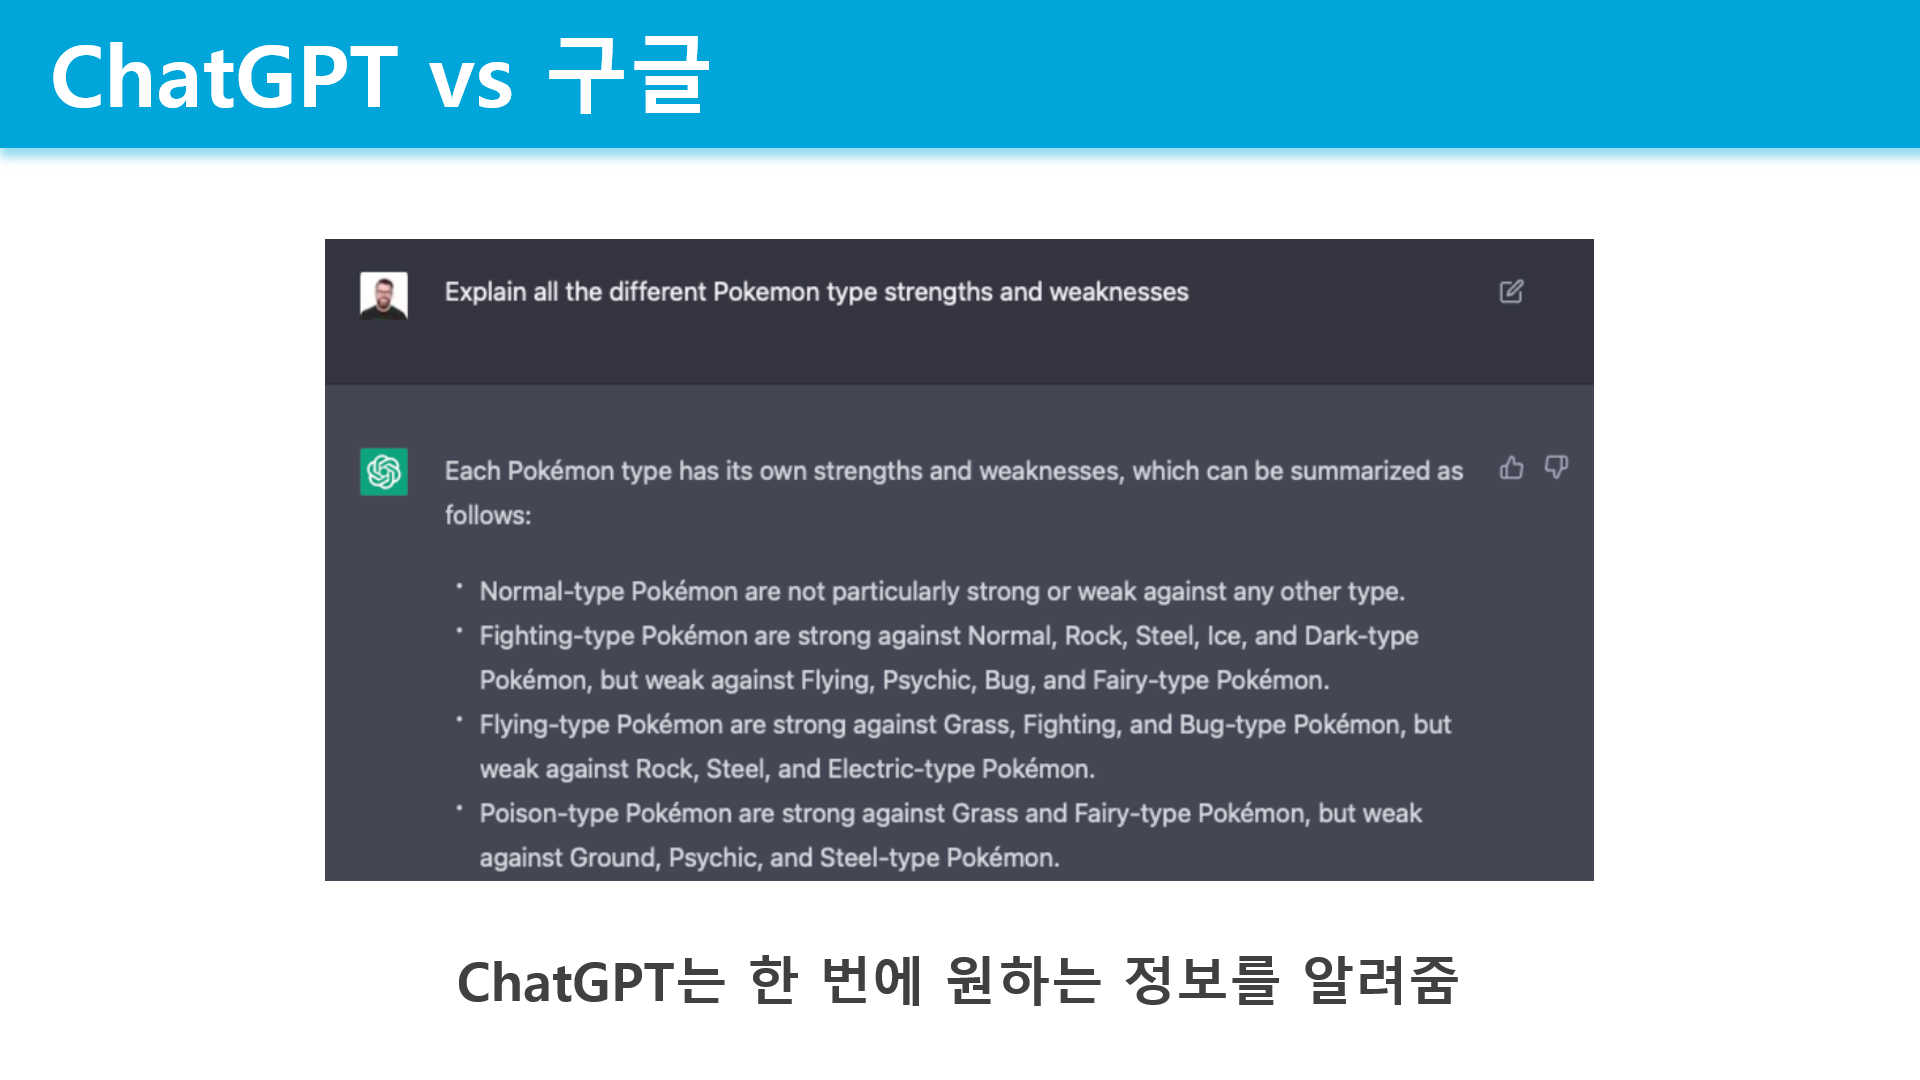 ChatGPT vs 구글
Explain all the different Pokemon type strengths and weaknesses
Each Pokémon type has its own strengths and weaknesses, which can be summarized as
follows:
• Normal-type Pokémon are not particularly strong or weak against any other type.
• Fighting-type Pokémon are strong against Normal, Rock, Steel, Ice, and Dark-type
Pokémon, but weak against Flying, Psychic, Bug, and Fairy-type Pokémon.
• Flying-type Pokémon are strong against Grass, Fighting, and Bug-type Pokémon, but
weak against Rock, Steel, and Electric-type Pokémon.
• Poison-type Pokémon are strong against Grass and Fairy-type Pokémon, but weak
against Ground, Psychic, and Steel-type Pokémon.
ChatGPT는 한 번에 원하는 정보를 알려줌